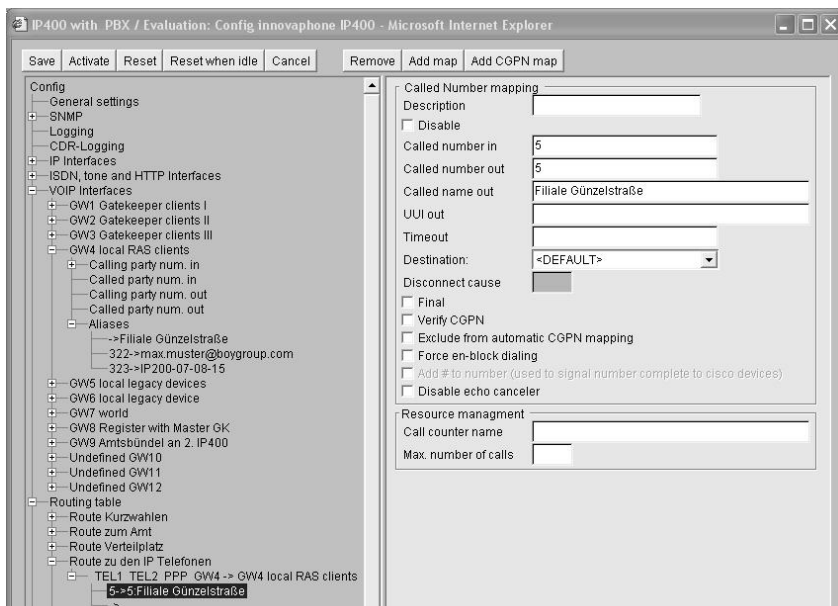 IP400 with PBX / Evaluation: Config innovaphone IP400 - Microsoft Internet Explorer
Save Activate Reset Reset when idle Cancel Remove Add map Add CGPN map
Config
General settings
SNMP
Logging
CDR-Logging
IP Interfaces
ISDN, tone and HTTP Interfaces
VOIP Interfaces
GW1 Gatekeeper clients I
GW2 Gatekeeper clients II
GW3 Gatekeeper clients III
GW4 local RAS clients
Calling party num. in
Called party num. in
Calling party num. out
Called party num. out
Aliases
->Filiale Günzelstraße
322->max.muster@boygroup.com
323->IP200-07-08-15
GW5 local legacy devices
GW6 local legacy device
GW7 world
GW8 Register with Master GK
GW9 Amtsbündel an 2. IP400
Undefined GW10
Undefined GW11
Undefined GW12
Routing table
Route Kurzwahlen
Route zum Amt
Route Verteilplatz
Route zu den IP Telefonen
TEL1 TEL2 PPP GW4 -> GW4 local RAS clients
5->5:Filiale Günzelstraße
Called Number mapping
Description
Disable
Called number in 5
Called number out 5
Called name out Filiale Günzelstraße
UUI out
Timeout
Destination: <DEFAULT>
Disconnect cause
Final
Verify CGPN
Exclude from automatic CGPN mapping
Force en-block dialing
Add # to number (used to signal number complete to cisco devices)
Disable echo canceler
Resource managment
Call counter name
Max. number of calls